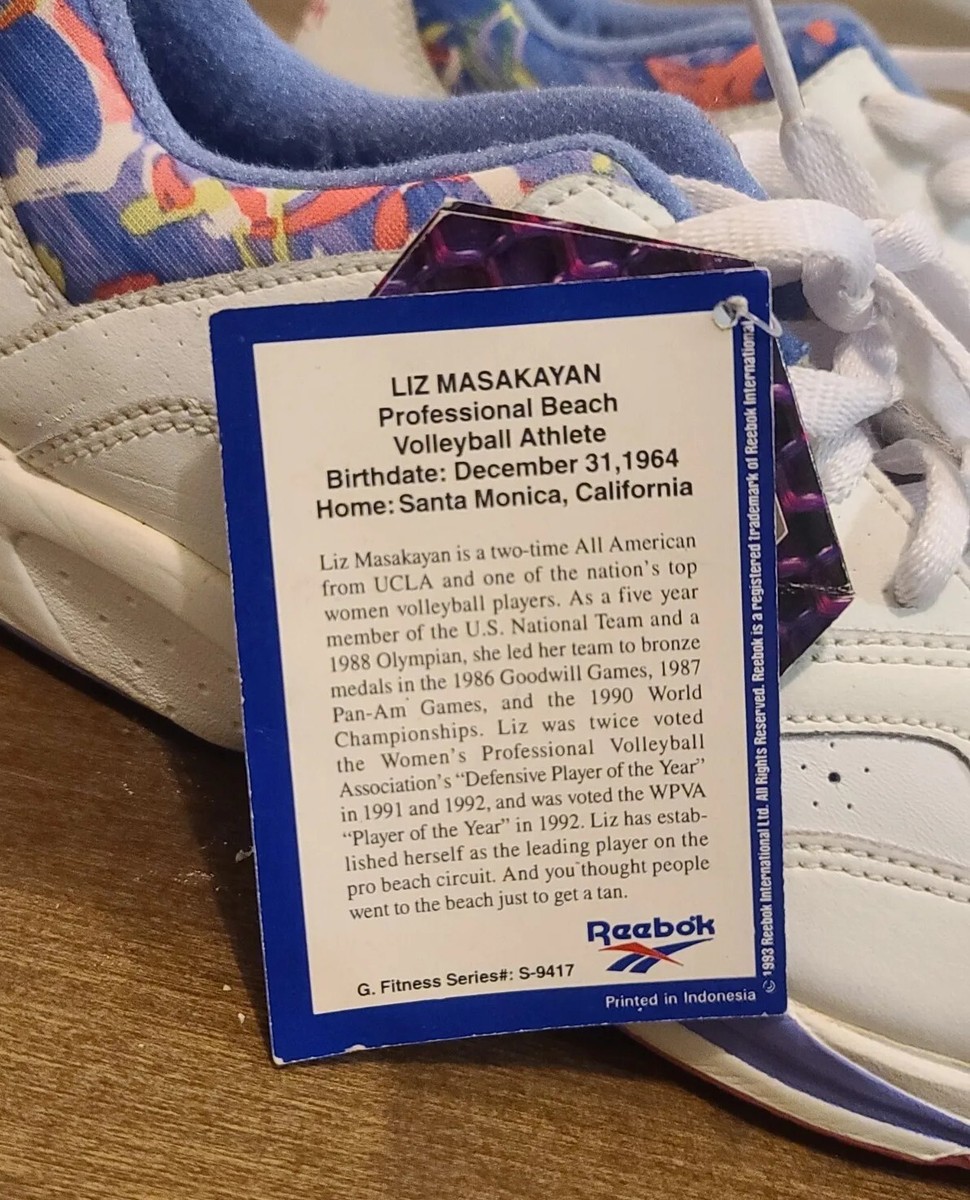 LIZ MASAKAYAN
Professional Beach
Volleyball Athlete
Birthdate: December 31,1964
Home: Santa Monica, California
Liz Masakayan is a two-time All American
from UCLA and one of the nation's top
women volleyball players. As a five year
member of the U.S. National Team and a
1988 Olympian, she led her team to bronze
medals in the 1986 Goodwill Games, 1987
Pan-Am Games, and the 1990 World
Championships. Liz was twice voted
the Women's Professional Volleyball
Association's "Defensive Player of the Year"
in 1991 and 1992, and was voted the WPVA
"Player of the Year" in 1992. Liz has estab-
lished herself as the leading player on the
pro beach circuit. And you thought people
went to the beach just to get a tan.
Reebok
G. Fitness Series#: S-9417
Printed in Indonesia
© 1993 Reebok International Ltd. All Rights Reserved. Reebok is a registered trademark of Reebok International